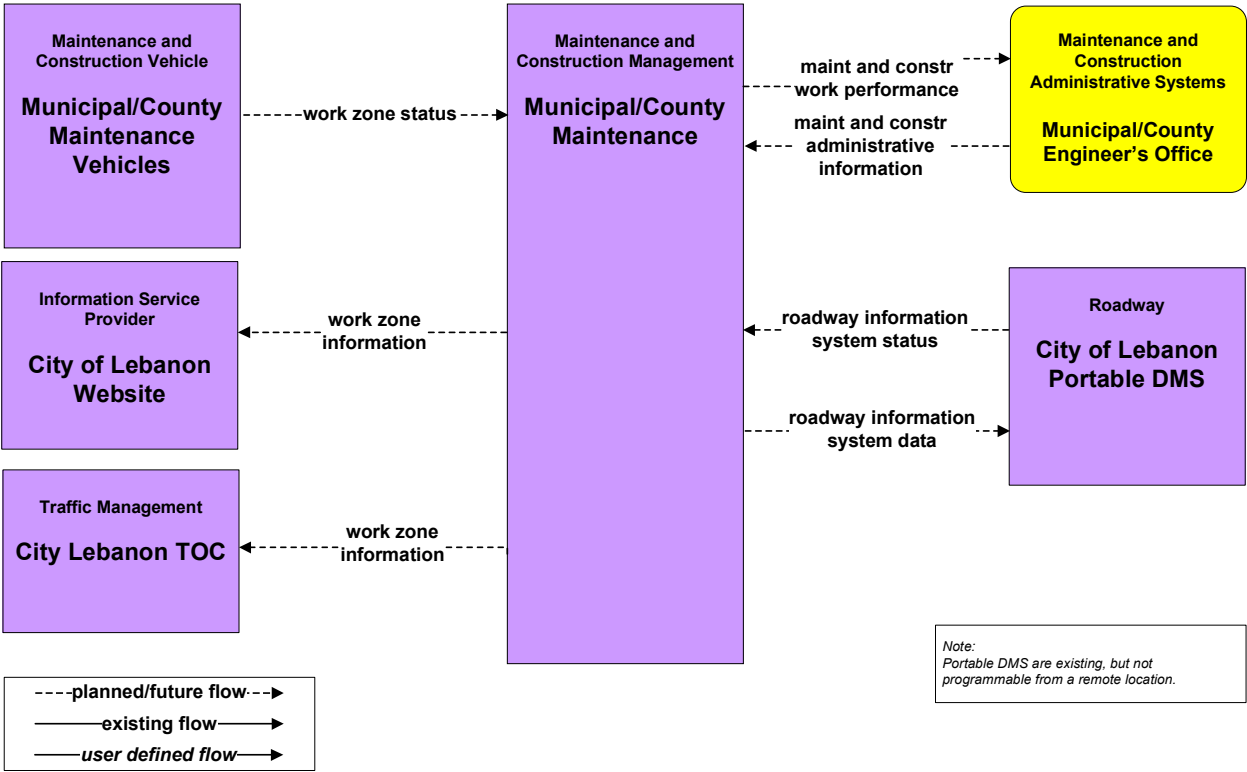 Maintenance and
Construction Vehicle
Municipal/County
Maintenance
Vehicles
work zone status
Maintenance and
Construction Management
Municipal/County
Maintenance
maint and constr
work performance
maint and constr
administrative
information
Maintenance and
Construction
Administrative Systems
Municipal/County
Engineer's Office
Information Service
Provider
City of Lebanon
Website
work zone
information
roadway information
system status
roadway information
system data
Roadway
City of Lebanon
Portable DMS
Traffic Management
City Lebanon TOC
work zone
information
Note:
Portable DMS are existing, but not
programmable from a remote location.
planned/future flow
existing flow
user defined flow